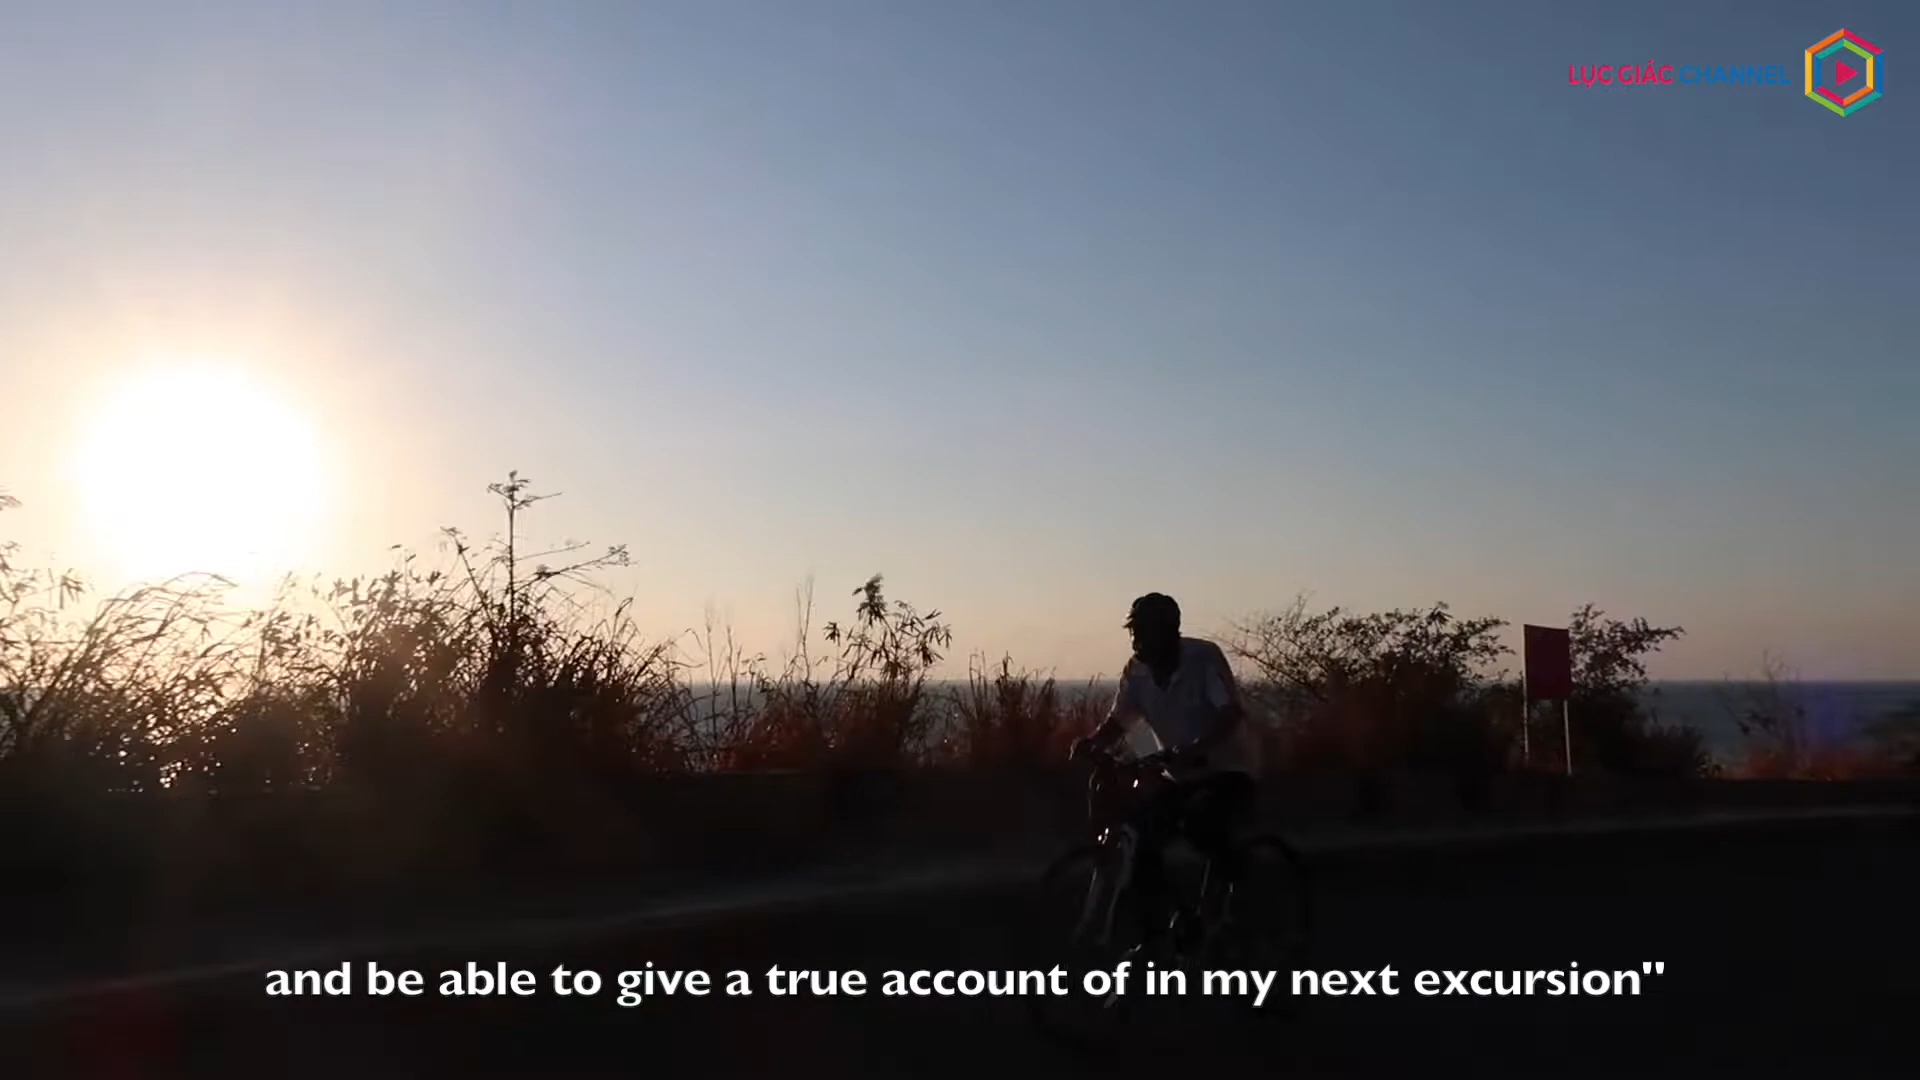 LỤC GIÁC CHANNEL
and be able to give a true account of in my next excursion"